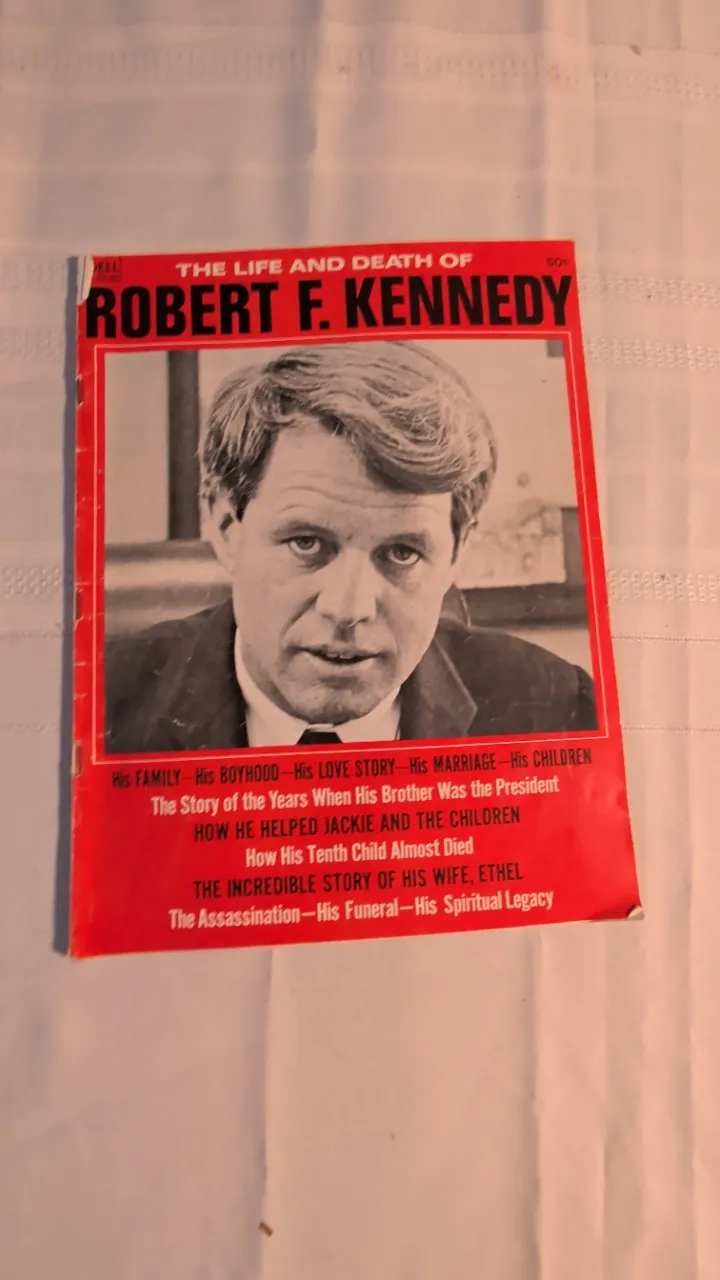 DELL
THE LIFE AND DEATH OF
50¢
ROBERT F. KENNEDY
His FAMILY—His BOYHOOD—His LOVE STORY—His MARRIAGE—His CHILDREN
The Story of the Years When His Brother Was the President
HOW HE HELPED JACKIE AND THE CHILDREN
How His Tenth Child Almost Died
THE INCREDIBLE STORY OF HIS WIFE, ETHEL
The Assassination—His Funeral—His Spiritual Legacy